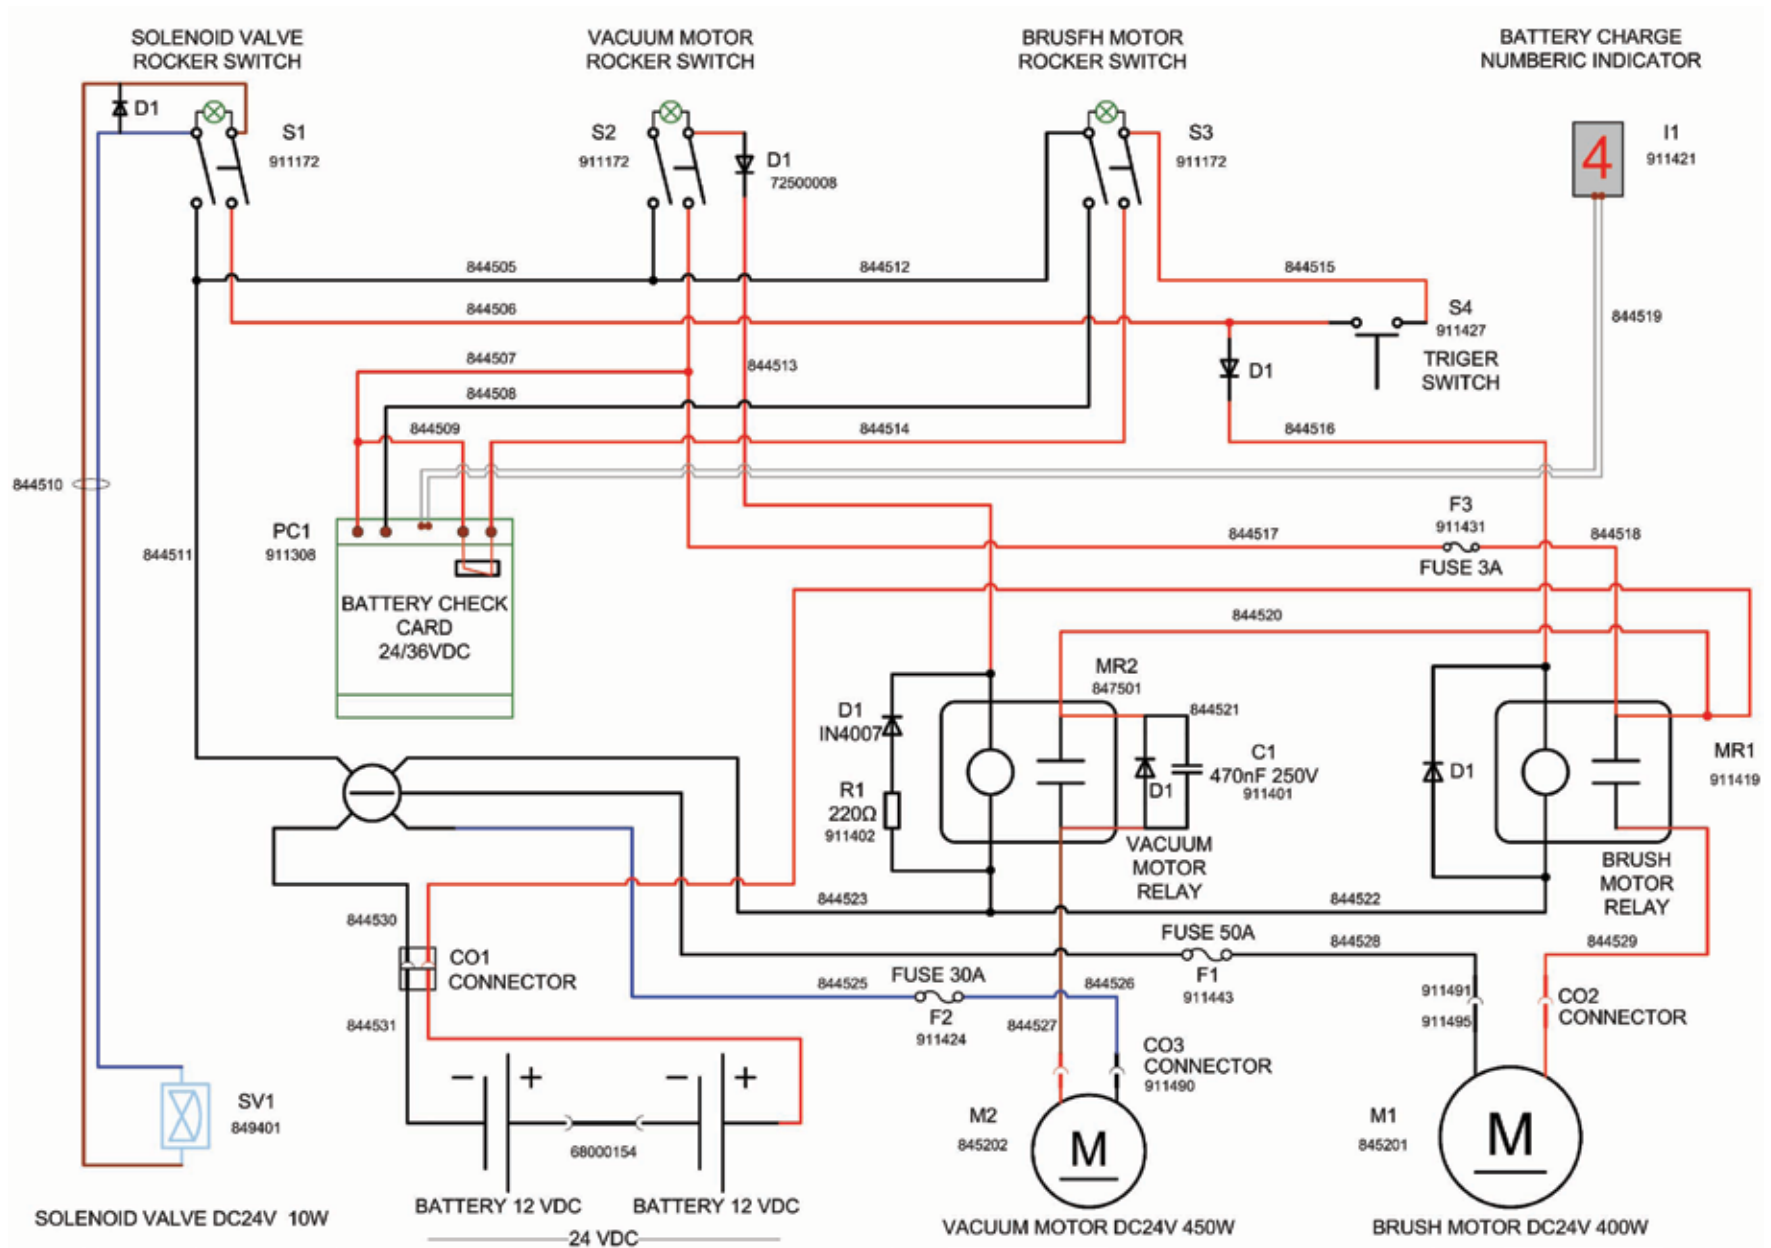 SOLENOID VALVE
ROCKER SWITCH
VACUUM MOTOR
ROCKER SWITCH
BRUSFH MOTOR
ROCKER SWITCH
BATTERY CHARGE
NUMBERIC INDICATOR
D1
S1
911172
S2
911172
D1
72500008
S3
911172
4
I1
911421
844505
844512
844515
844506
S4
911427
TRIGER
SWITCH
844519
844507
844513
D1
844508
844509
844514
844516
844510
PC1
911308
844511
BATTERY CHECK
CARD
24/36VDC
F3
911431
FUSE 3A
844517
844518
844520
MR2
847501
D1
IN4007
844521
C1
470nF 250V
911401
D1
R1
220Ω
911402
VACUUM
MOTOR
RELAY
D1
MR1
911419
BRUSH
MOTOR
RELAY
844523
844522
844530
CO1
CONNECTOR
FUSE 50A
F1
911443
844528
844529
844525
FUSE 30A
F2
911424
844526
911491
911495
CO2
CONNECTOR
844531
844527
CO3
CONNECTOR
911490
− +
− +
SV1
849401
68000154
M2
845202
M
M1
845201
M
BATTERY 12 VDC
BATTERY 12 VDC
24 VDC
SOLENOID VALVE DC24V 10W
VACUUM MOTOR DC24V 450W
BRUSH MOTOR DC24V 400W